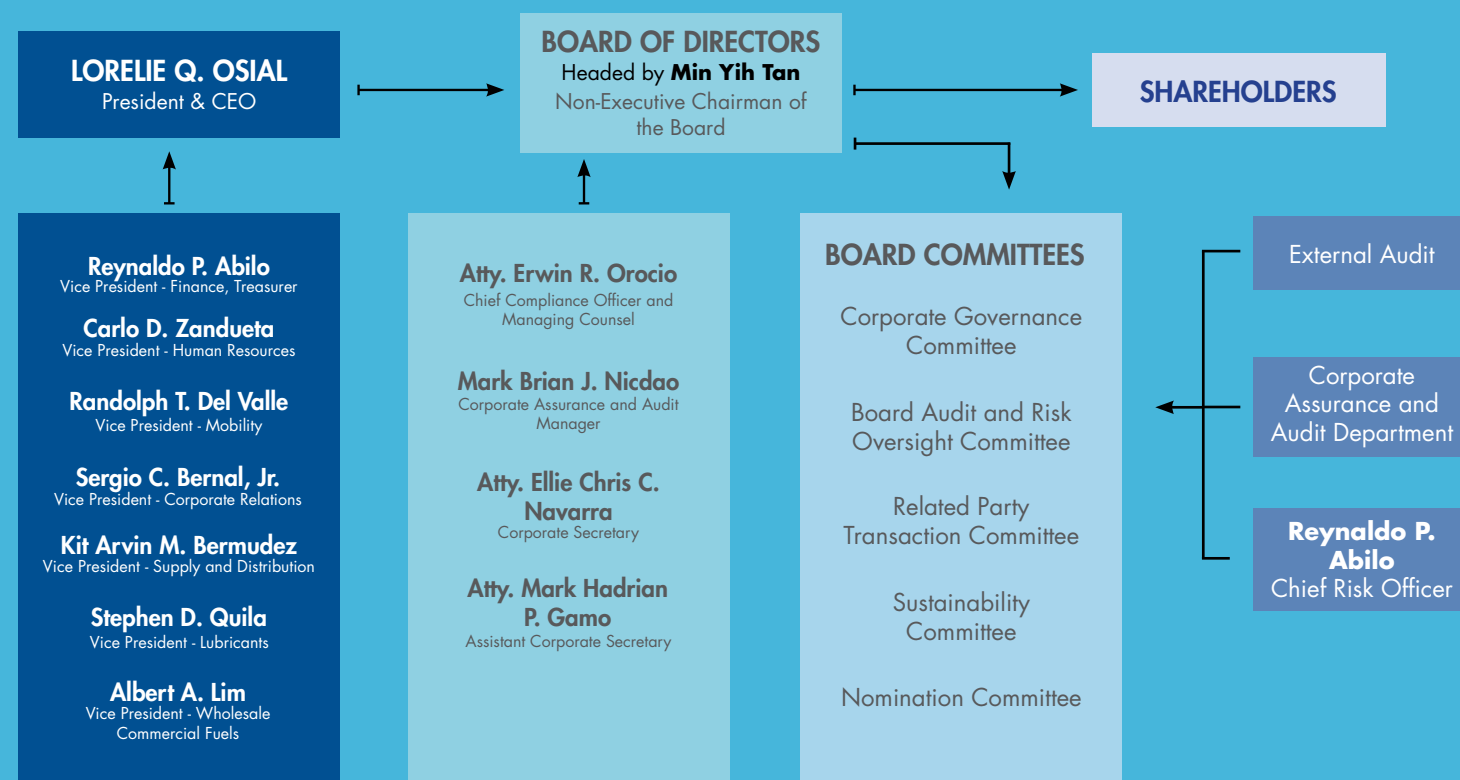 LORELIE Q. OSIAL
President & CEO
BOARD OF DIRECTORS
Headed by Min Yih Tan
Non-Executive Chairman of
the Board
SHAREHOLDERS
Reynaldo P. Abilo
Vice President - Finance, Treasurer
Carlo D. Zandueta
Vice President - Human Resources
Randolph T. Del Valle
Vice President - Mobility
Sergio C. Bernal, Jr.
Vice President - Corporate Relations
Kit Arvin M. Bermudez
Vice President - Supply and Distribution
Stephen D. Quila
Vice President - Lubricants
Albert A. Lim
Vice President - Wholesale
Commercial Fuels
Atty. Erwin R. Orocio
Chief Compliance Officer and
Managing Counsel
Mark Brian J. Nicdao
Corporate Assurance and Audit
Manager
Atty. Ellie Chris C.
Navarra
Corporate Secretary
Atty. Mark Hadrian
P. Gamo
Assistant Corporate Secretary
BOARD COMMITTEES
Corporate Governance
Committee
Board Audit and Risk
Oversight Committee
Related Party
Transaction Committee
Sustainability
Committee
Nomination Committee
External Audit
Corporate
Assurance and
Audit Department
Reynaldo P.
Abilo
Chief Risk Officer